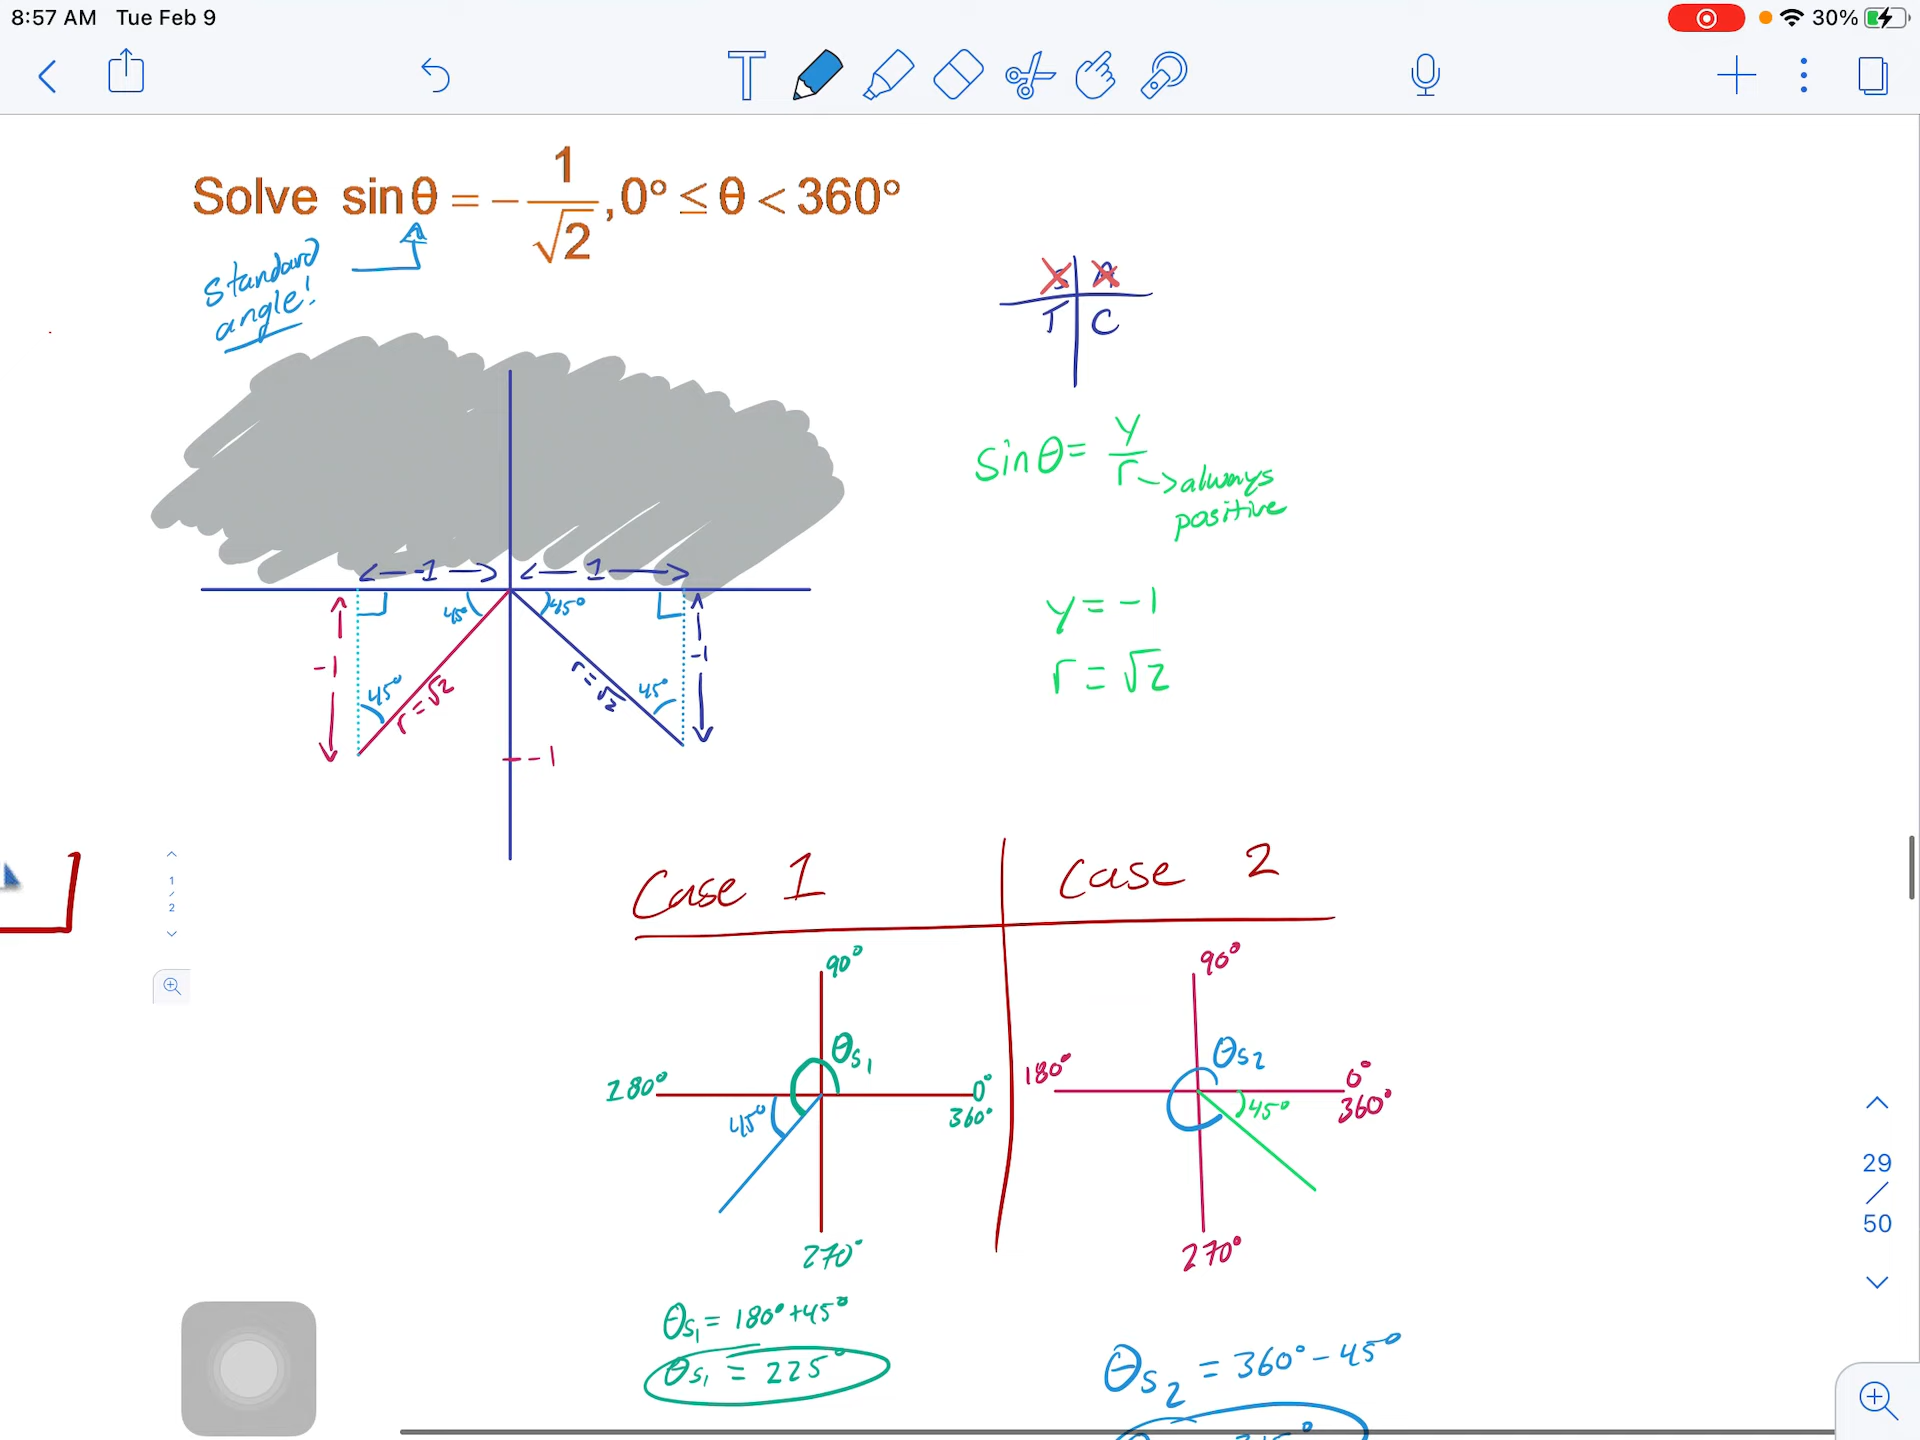 8:57 AM Tue Feb 9
30%
Solve sinθ = -1/√2, 0° ≤ θ < 360°
Standard
angle!
S A
T C
sinθ = y/r -> always
positive
<- -1 -> <- 1 ->
45° 45°
-1 -1
45° r=√2 r=√2 45°
-1
y = -1
r = √2
Case 1 Case 2
90° 90°
θs₁ θs₂
180° 0° 180° 0°
45° 360° 45° 360°
270° 270°
θs₁ = 180°+45°
θs₁ = 225°
θs₂ = 360°-45°
1
/
2
29
/
50